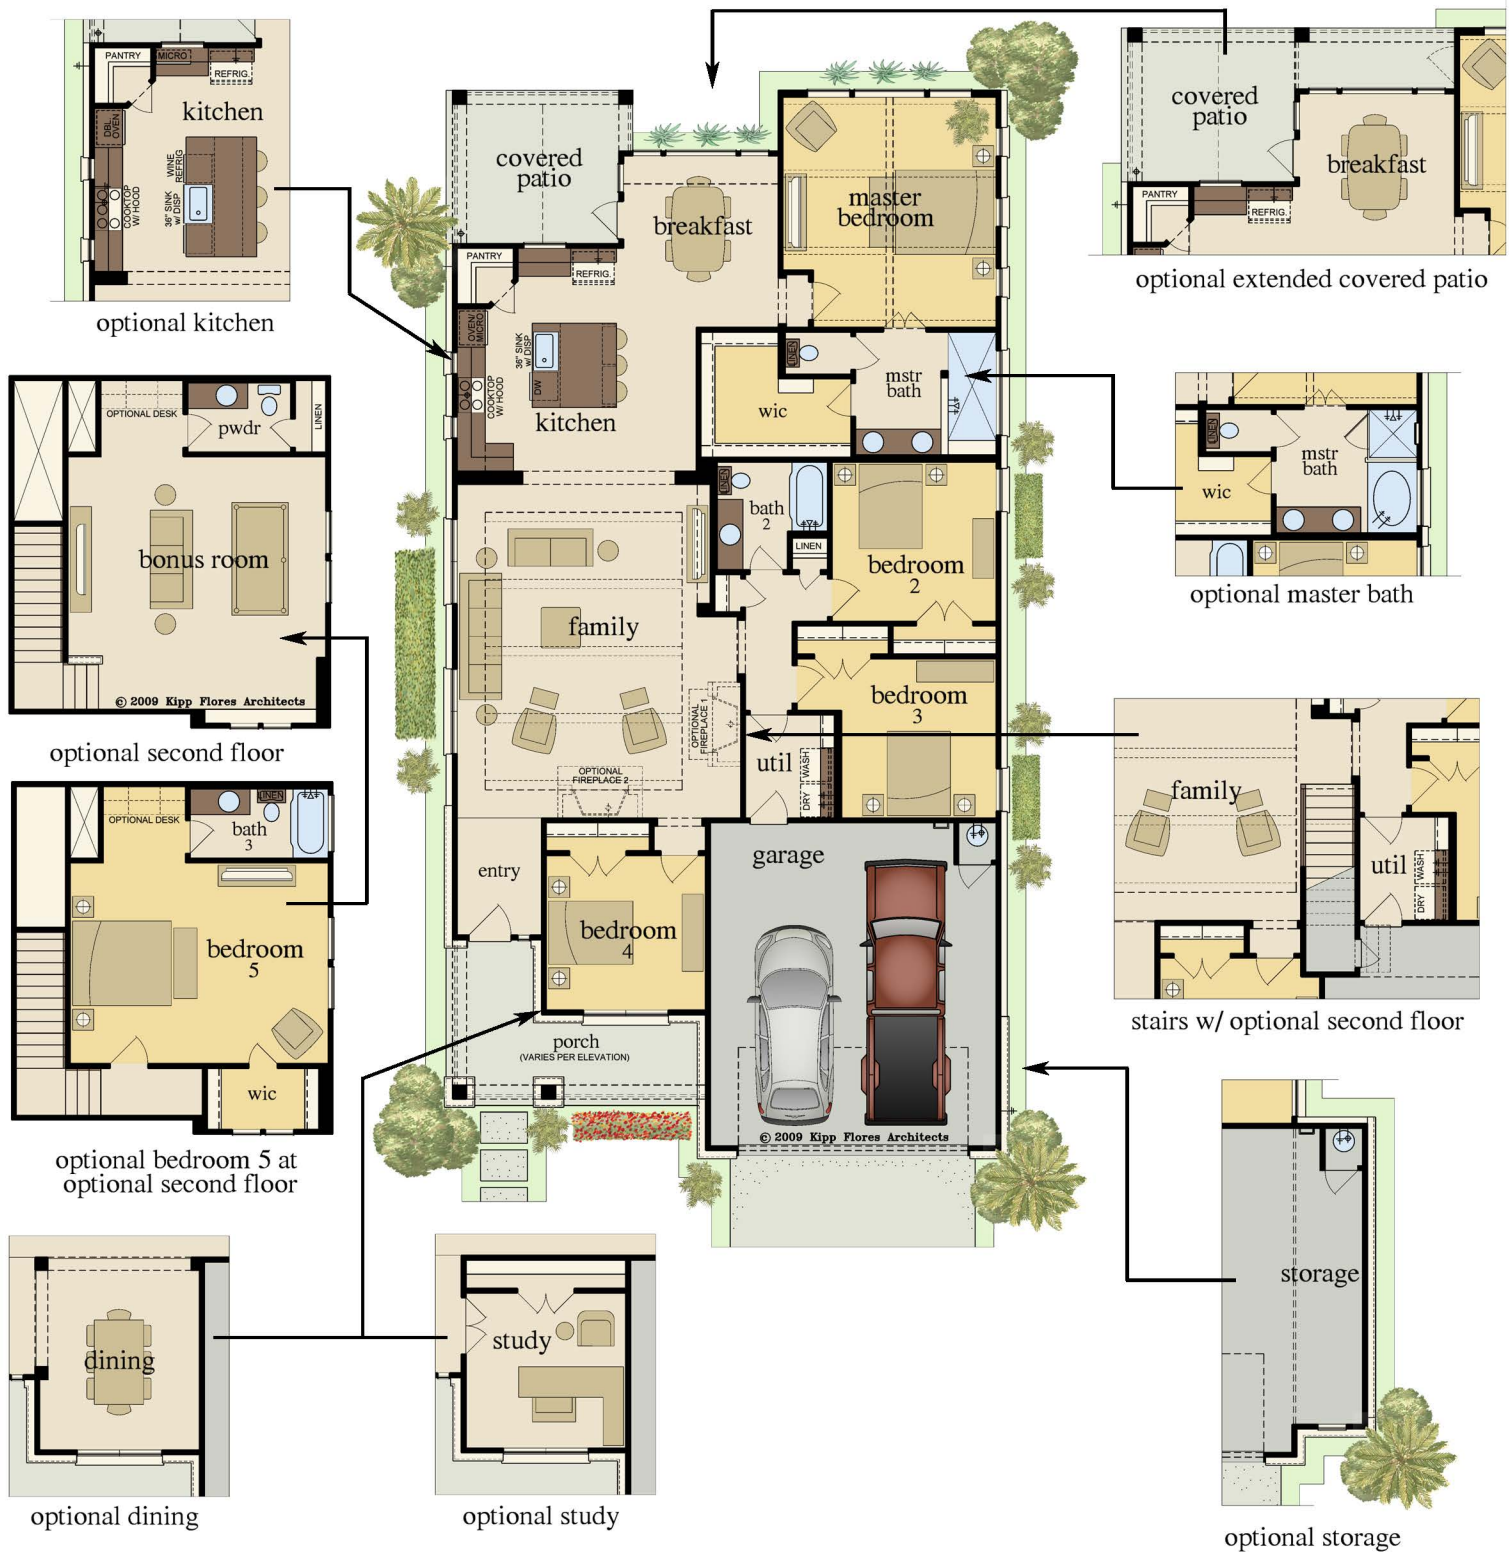 PANTRY
MICRO
REFRIG.
kitchen
DBL
OVEN
WINE
REFRIG
COOKTOP
W/ HOOD
36" SINK
w/ DISP
optional kitchen
covered
patio
breakfast
master
bedroom
PANTRY
REFRIG.
OVEN/
MICRO
36" SINK
w/ DISP
DW
COOKTOP
W/ HOOD
kitchen
LINEN
mstr
bath
wic
covered
patio
breakfast
PANTRY
REFRIG.
optional extended covered patio
OPTIONAL DESK
pwdr
LINEN
bonus room
© 2009 Kipp Flores Architects
optional second floor
LINEN
bath
2
LINEN
bedroom
2
family
bedroom
3
OPTIONAL
FIREPLACE 1
OPTIONAL
FIREPLACE 2
util
WASH
DRY
LINEN
mstr
bath
wic
optional master bath
family
util
WASH
DRY
stairs w/ optional second floor
OPTIONAL DESK
LINEN
bath
3
bedroom
5
wic
optional bedroom 5 at
optional second floor
entry
garage
bedroom
4
porch
(VARIES PER ELEVATION)
© 2009 Kipp Flores Architects
dining
optional dining
study
optional study
storage
optional storage